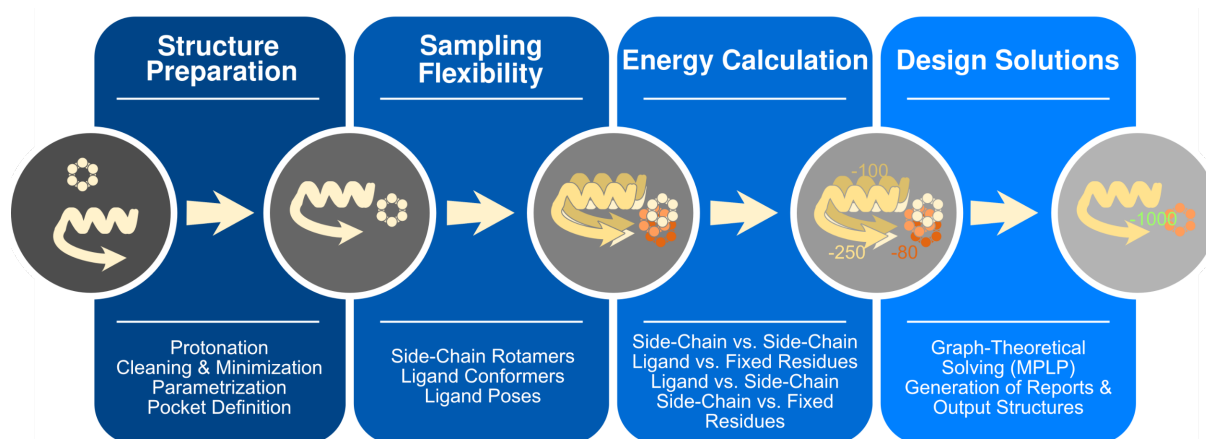 Structure
Preparation
Sampling
Flexibility
Energy Calculation
Design Solutions
-100
-250
-80
-1000
Protonation
Cleaning & Minimization
Parametrization
Pocket Definition
Side-Chain Rotamers
Ligand Conformers
Ligand Poses
Side-Chain vs. Side-Chain
Ligand vs. Fixed Residues
Ligand vs. Side-Chain
Side-Chain vs. Fixed
Residues
Graph-Theoretical
Solving (MPLP)
Generation of Reports &
Output Structures